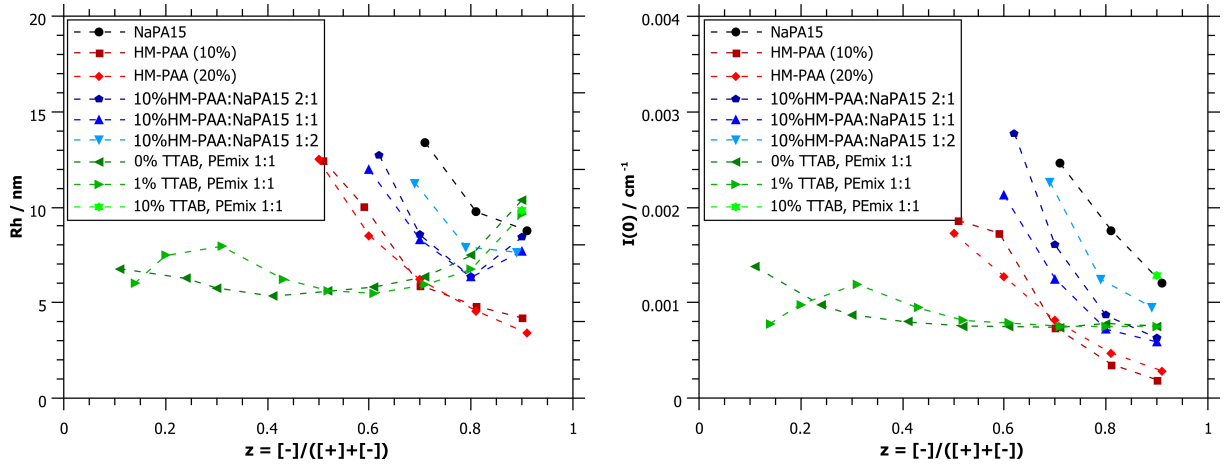 20
15
10
5
0
Rh / nm
NaPA15
HM-PAA (10%)
HM-PAA (20%)
10%HM-PAA:NaPA15 2:1
10%HM-PAA:NaPA15 1:1
10%HM-PAA:NaPA15 1:2
0% TTAB, PEmix 1:1
1% TTAB, PEmix 1:1
10% TTAB, PEmix 1:1
0 0.2 0.4 0.6 0.8 1
z = [-]/([+]+[-])
0.004
0.003
0.002
0.001
0.000
I(0) / cm⁻¹
NaPA15
HM-PAA (10%)
HM-PAA (20%)
10%HM-PAA:NaPA15 2:1
10%HM-PAA:NaPA15 1:1
10%HM-PAA:NaPA15 1:2
0% TTAB, PEmix 1:1
1% TTAB, PEmix 1:1
10% TTAB, PEmix 1:1
0 0.2 0.4 0.6 0.8 1
z = [-]/([+]+[-])